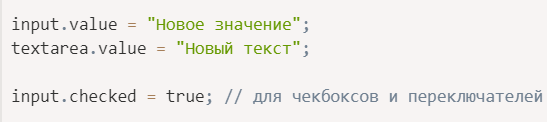 input.value = "Новое значение";
textarea.value = "Новый текст";
input.checked = true; // для чекбоксов и переключателей